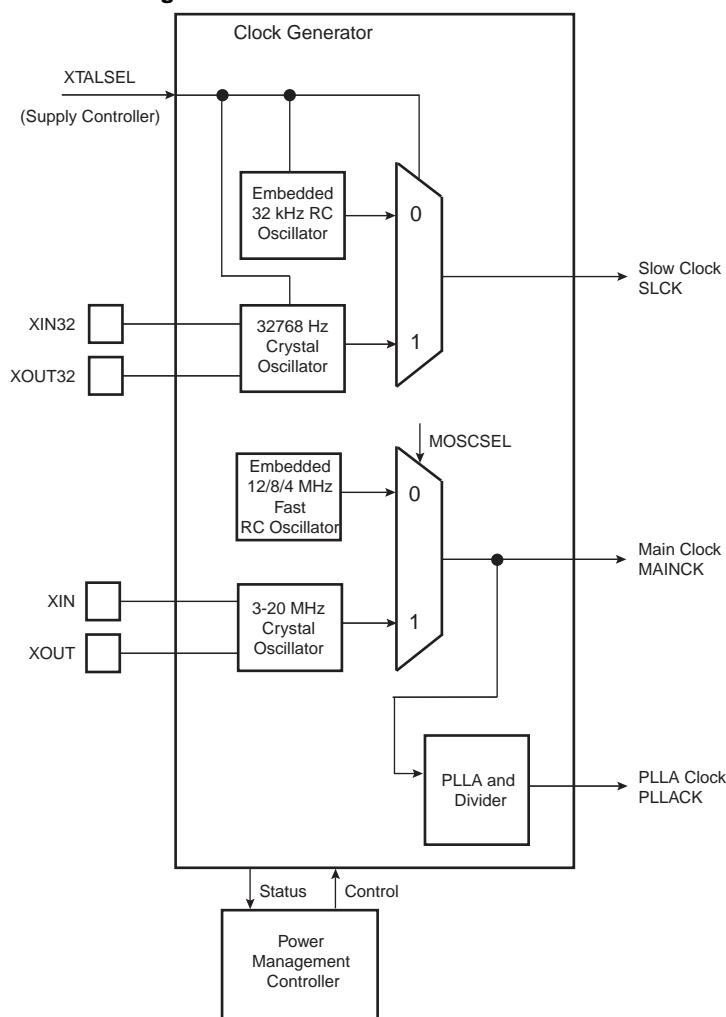 Clock Generator
XTALSEL
(Supply Controller)
Embedded
32 kHz RC
Oscillator
0
Slow Clock
SLCK
XIN32
32768 Hz
Crystal
Oscillator
1
XOUT32
MOSCSEL
Embedded
12/8/4 MHz
Fast
RC Oscillator
0
Main Clock
MAINCK
XIN
3-20 MHz
Crystal
Oscillator
1
XOUT
PLLA and
Divider
PLLA Clock
PLLACK
Status
Control
Power
Management
Controller